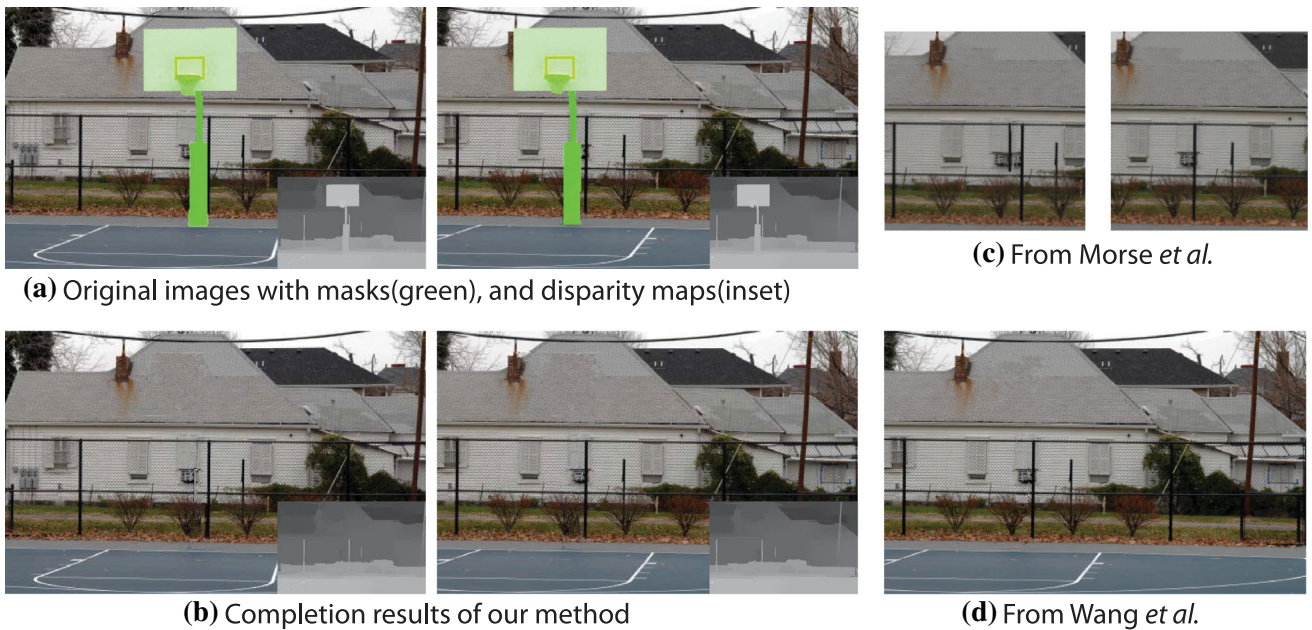 (a) Original images with masks(green), and disparity maps(inset)
(c) From Morse et al.
(b) Completion results of our method
(d) From Wang et al.